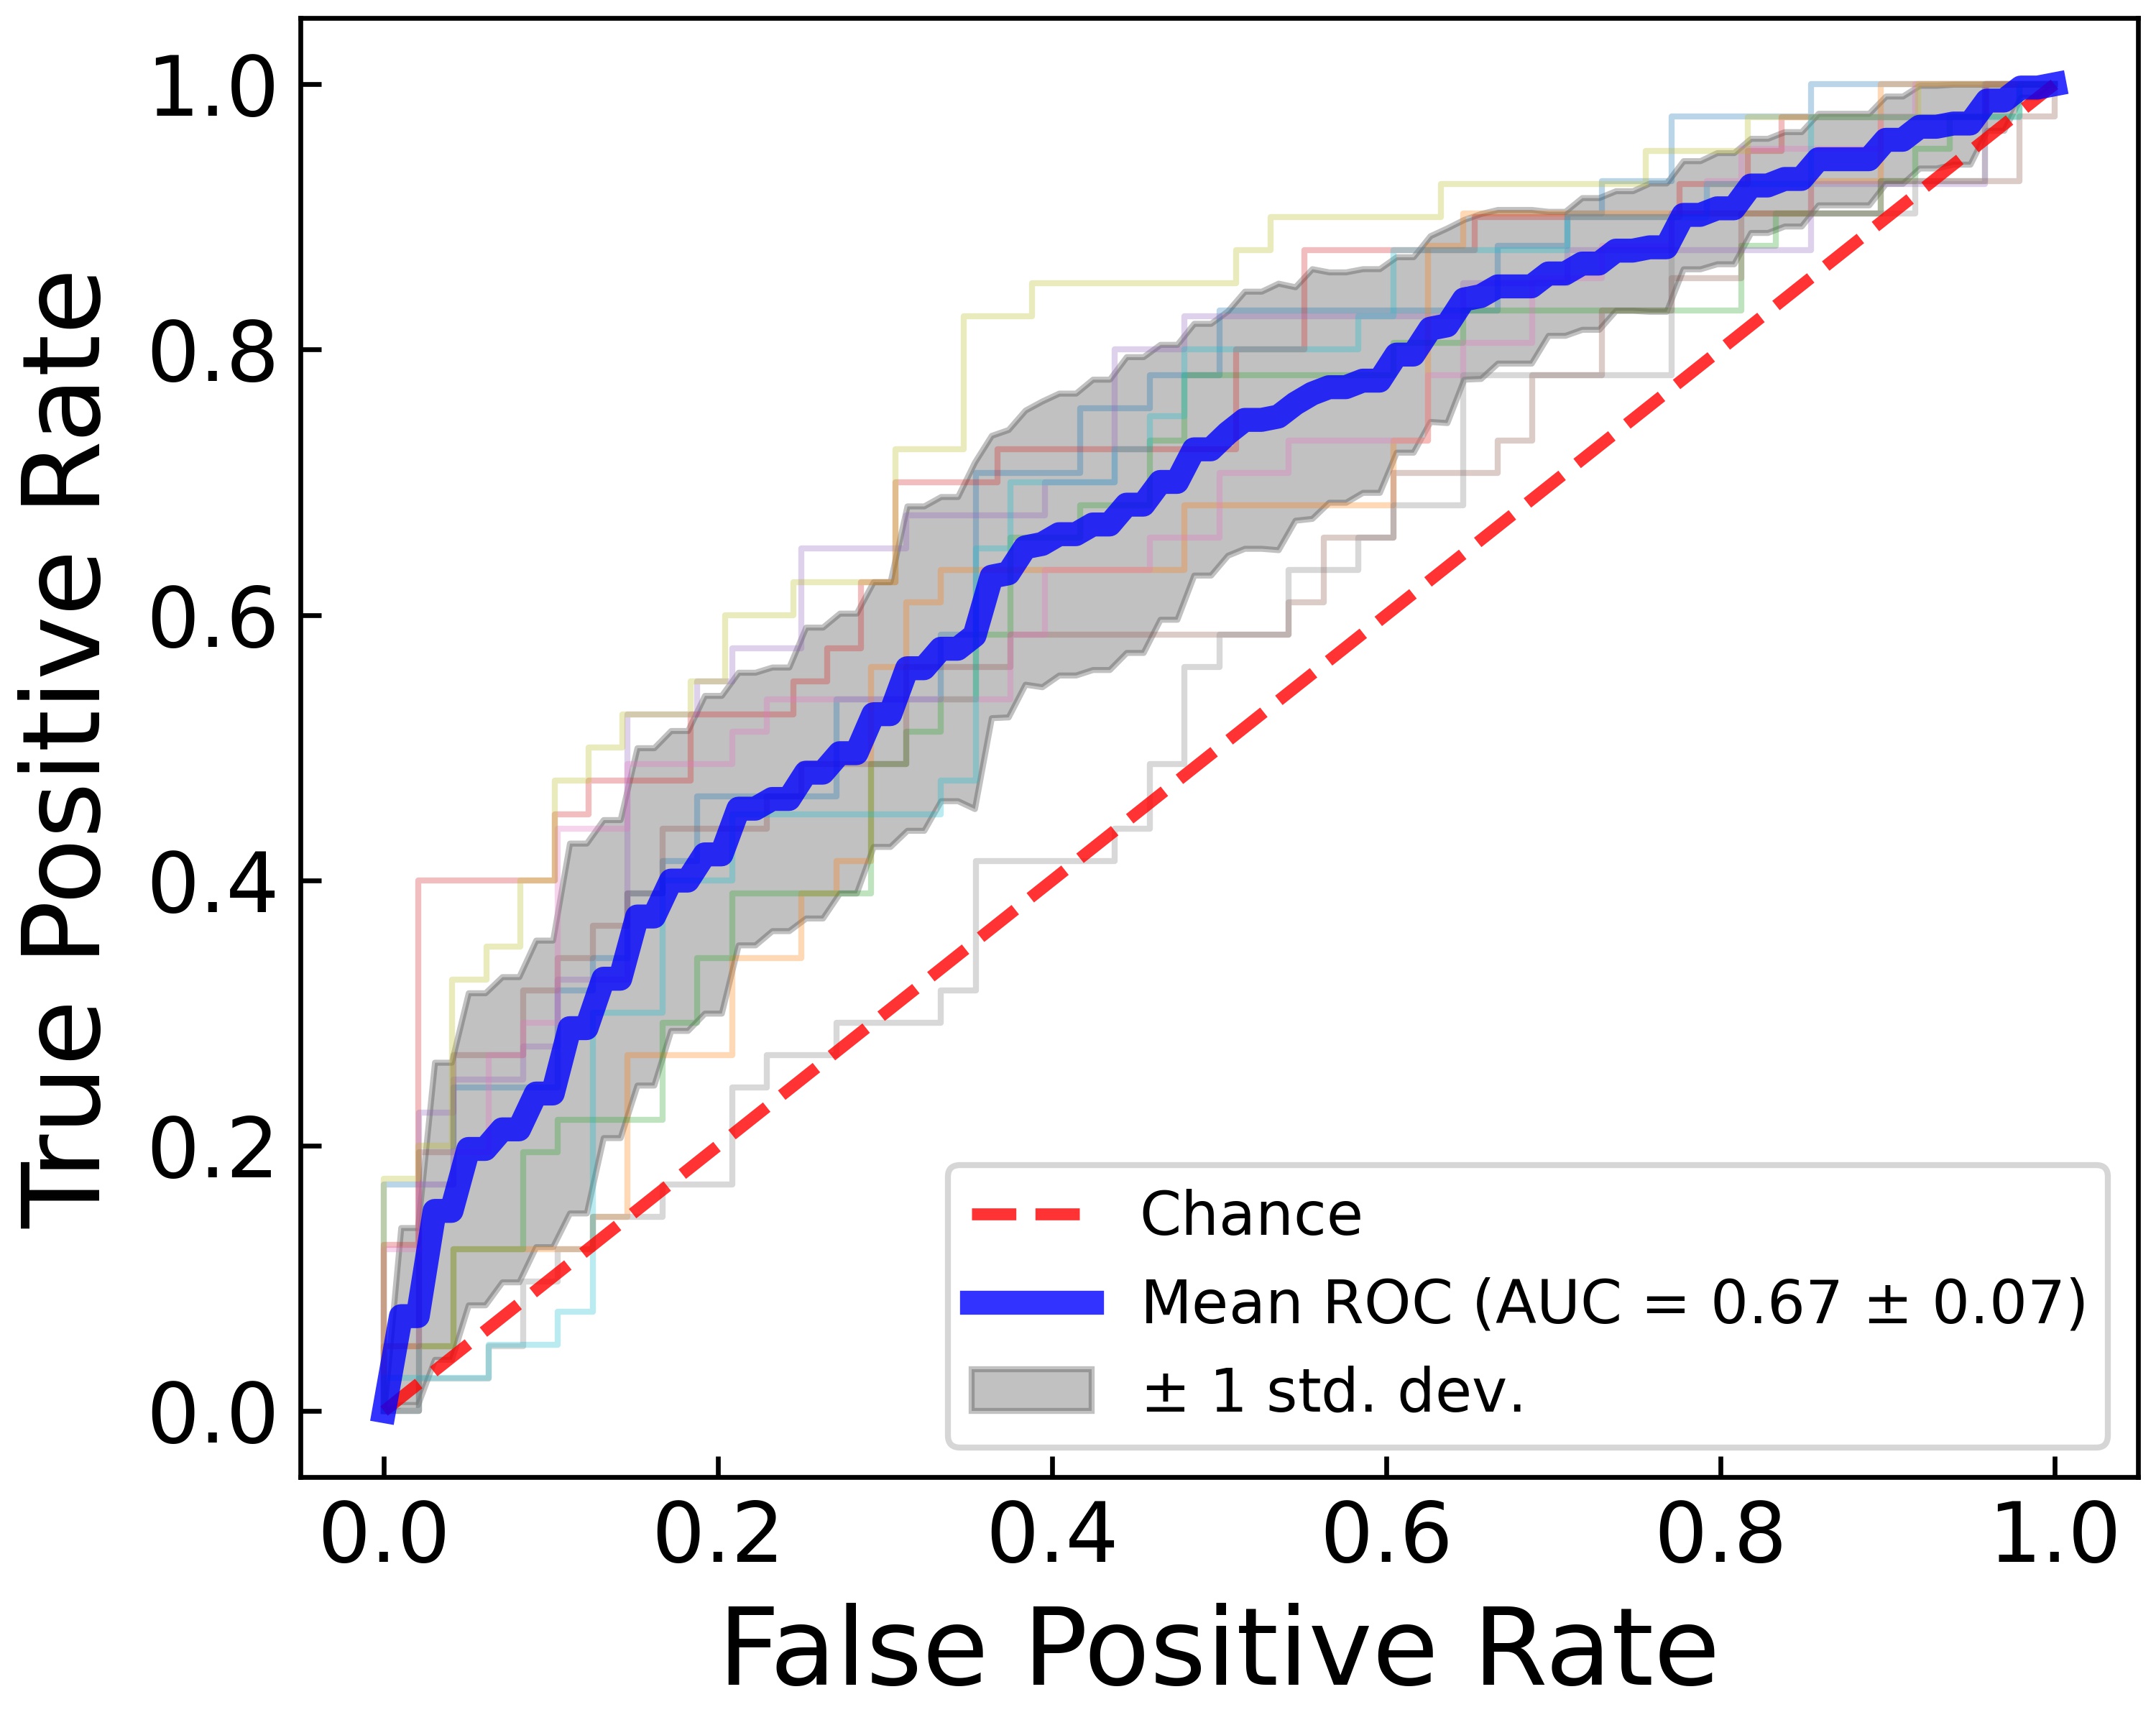 True Positive Rate
1.0
0.8
0.6
0.4
0.2
0.0
Chance
Mean ROC (AUC = 0.67 ± 0.07)
± 1 std. dev.
0.0 0.2 0.4 0.6 0.8 1.0
False Positive Rate